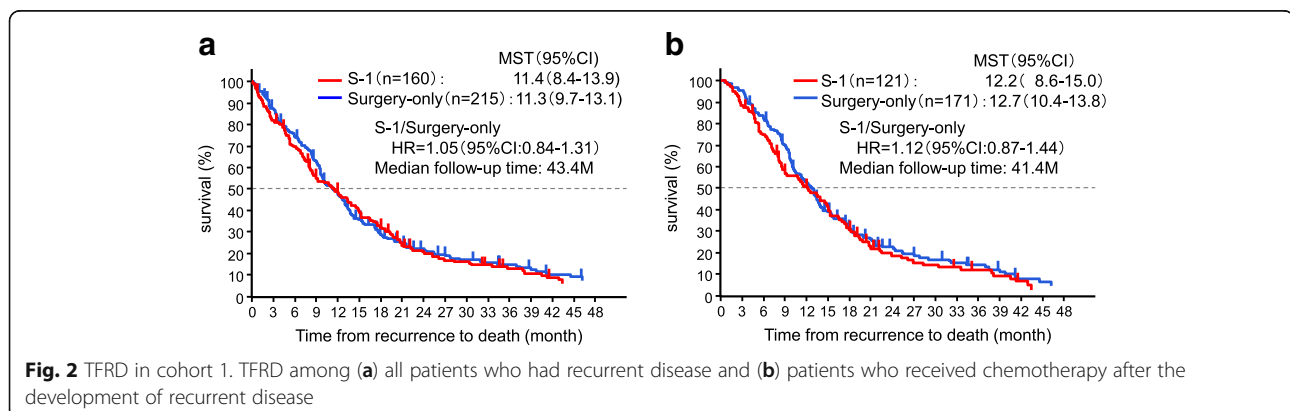 a
MST(95%CI)
S-1(n=160): 11.4(8.4-13.9)
Surgery-only(n=215):11.3(9.7-13.1)
S-1/Surgery-only
HR=1.05(95%CI:0.84-1.31)
Median follow-up time: 43.4M
survival (%)
100
90
80
70
60
50
40
30
20
10
0
0 3 6 9 12 15 18 21 24 27 30 33 36 39 42 45 48
Time from recurrence to death (month)
b
MST(95%CI)
S-1(n=121): 12.2( 8.6-15.0)
Surgery-only(n=171):12.7(10.4-13.8)
S-1/Surgery-only
HR=1.12(95%CI:0.87-1.44)
Median follow-up time: 41.4M
survival (%)
100
90
80
70
60
50
40
30
20
10
0
0 3 6 9 12 15 18 21 24 27 30 33 36 39 42 45 48
Time from recurrence to death (month)
Fig. 2 TFRD in cohort 1. TFRD among (a) all patients who had recurrent disease and (b) patients who received chemotherapy after the
development of recurrent disease